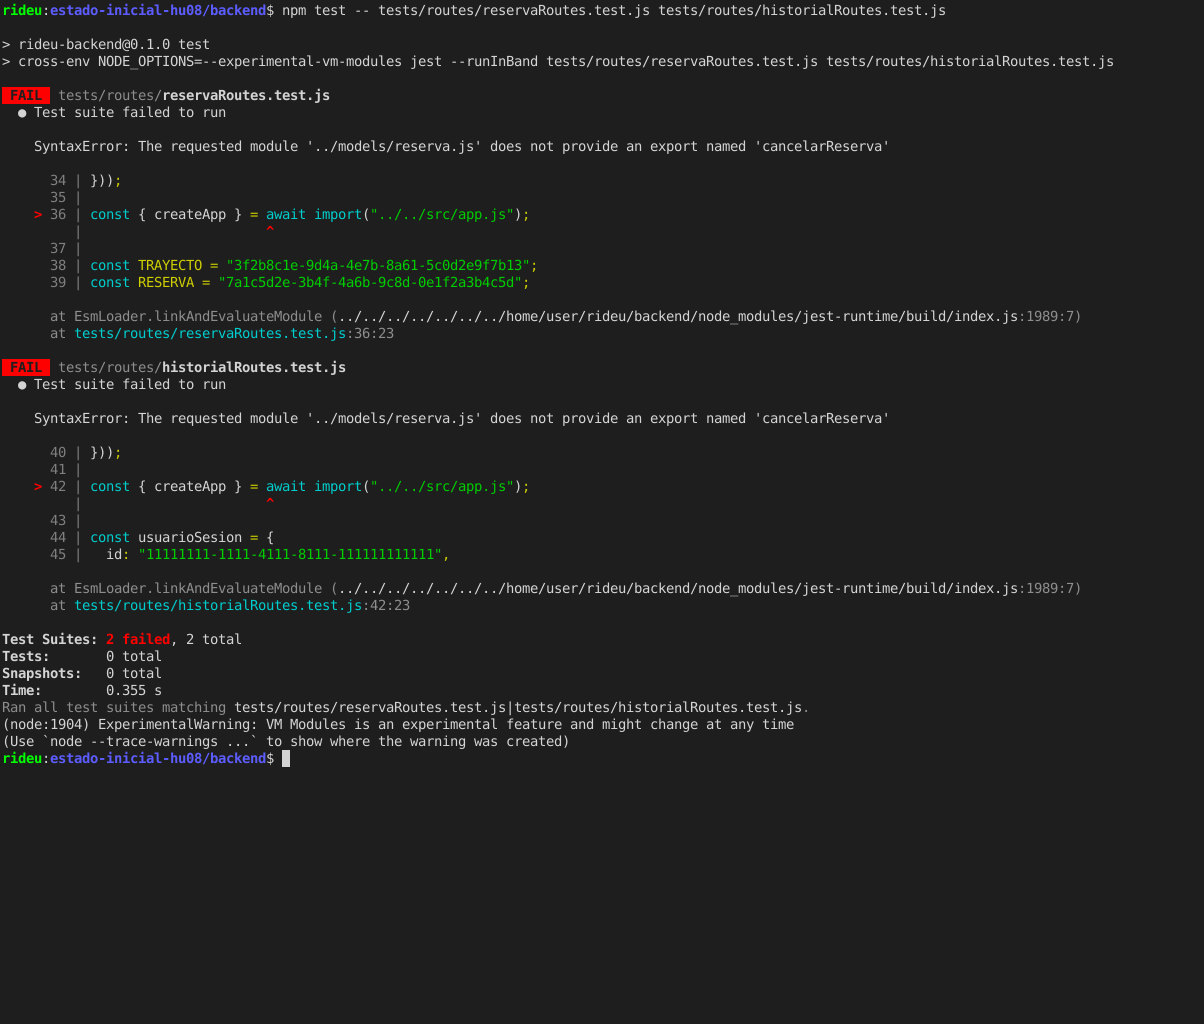 rideu:estado-inicial-hu08/backend$ npm test -- tests/routes/reservaRoutes.test.js tests/routes/historialRoutes.test.js

> rideu-backend@0.1.0 test
> cross-env NODE_OPTIONS=--experimental-vm-modules jest --runInBand tests/routes/reservaRoutes.test.js tests/routes/historialRoutes.test.js

FAIL tests/routes/reservaRoutes.test.js
● Test suite failed to run

SyntaxError: The requested module '../models/reserva.js' does not provide an export named 'cancelarReserva'

34 | }));
35 |
> 36 | const { createApp } = await import("../../src/app.js");
| ^
37 |
38 | const TRAYECTO = "3f2b8c1e-9d4a-4e7b-8a61-5c0d2e9f7b13";
39 | const RESERVA = "7a1c5d2e-3b4f-4a6b-9c8d-0e1f2a3b4c5d";

at EsmLoader.linkAndEvaluateModule (../../../../../../../home/user/rideu/backend/node_modules/jest-runtime/build/index.js:1989:7)
at tests/routes/reservaRoutes.test.js:36:23

FAIL tests/routes/historialRoutes.test.js
● Test suite failed to run

SyntaxError: The requested module '../models/reserva.js' does not provide an export named 'cancelarReserva'

40 | }));
41 |
> 42 | const { createApp } = await import("../../src/app.js");
| ^
43 |
44 | const usuarioSesion = {
45 |   id: "11111111-1111-4111-8111-111111111111",

at EsmLoader.linkAndEvaluateModule (../../../../../../../home/user/rideu/backend/node_modules/jest-runtime/build/index.js:1989:7)
at tests/routes/historialRoutes.test.js:42:23

Test Suites: 2 failed, 2 total
Tests:       0 total
Snapshots:   0 total
Time:        0.355 s
Ran all test suites matching tests/routes/reservaRoutes.test.js|tests/routes/historialRoutes.test.js.
(node:1904) ExperimentalWarning: VM Modules is an experimental feature and might change at any time
(Use `node --trace-warnings ...` to show where the warning was created)
rideu:estado-inicial-hu08/backend$